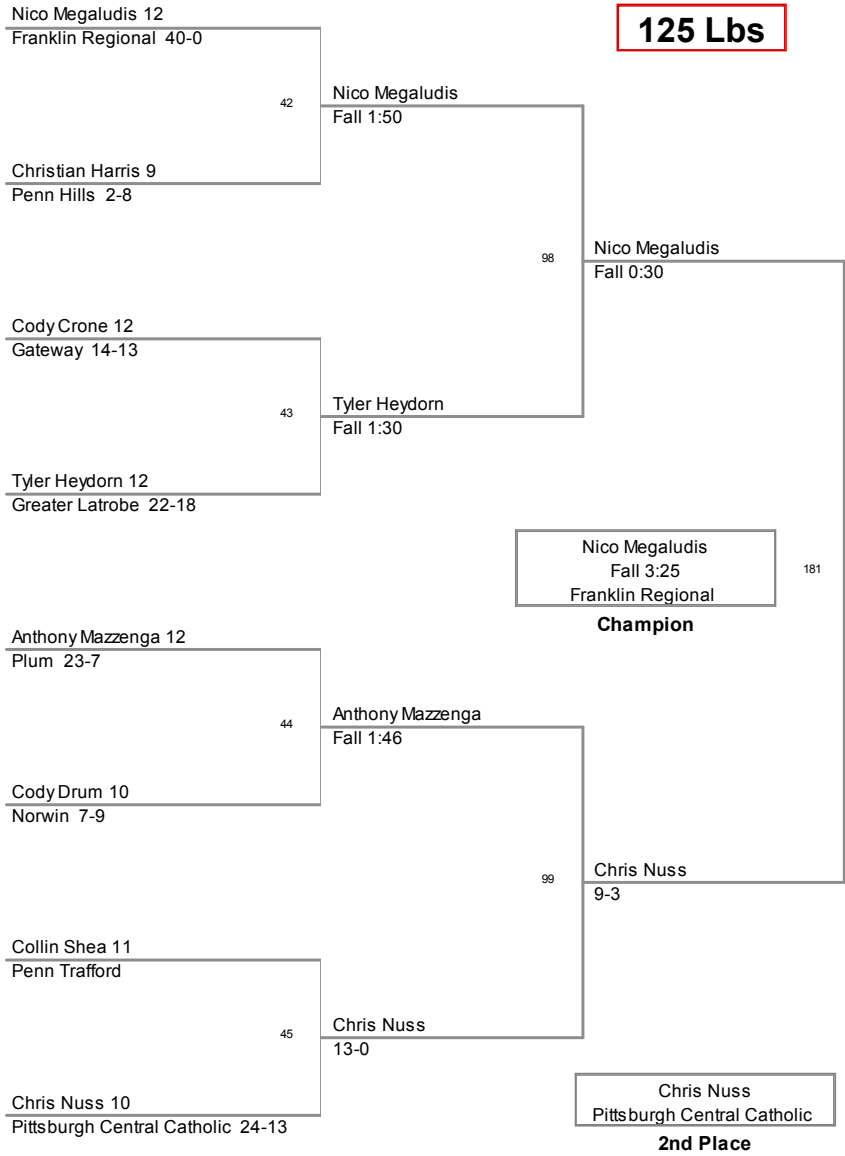 Nico Megaludis 12
Franklin Regional 40-0
125 Lbs
42
Nico Megaludis
Fall 1:50
Christian Harris 9
Penn Hills 2-8
98
Nico Megaludis
Fall 0:30
Cody Crone 12
Gateway 14-13
43
Tyler Heydorn
Fall 1:30
Tyler Heydorn 12
Greater Latrobe 22-18
Nico Megaludis
Fall 3:25
Franklin Regional
181
Champion
Anthony Mazzenga 12
Plum 23-7
44
Anthony Mazzenga
Fall 1:46
Cody Drum 10
Norwin 7-9
99
Chris Nuss
9-3
Collin Shea 11
Penn Trafford
45
Chris Nuss
13-0
Chris Nuss 10
Pittsburgh Central Catholic 24-13
Chris Nuss
Pittsburgh Central Catholic
2nd Place